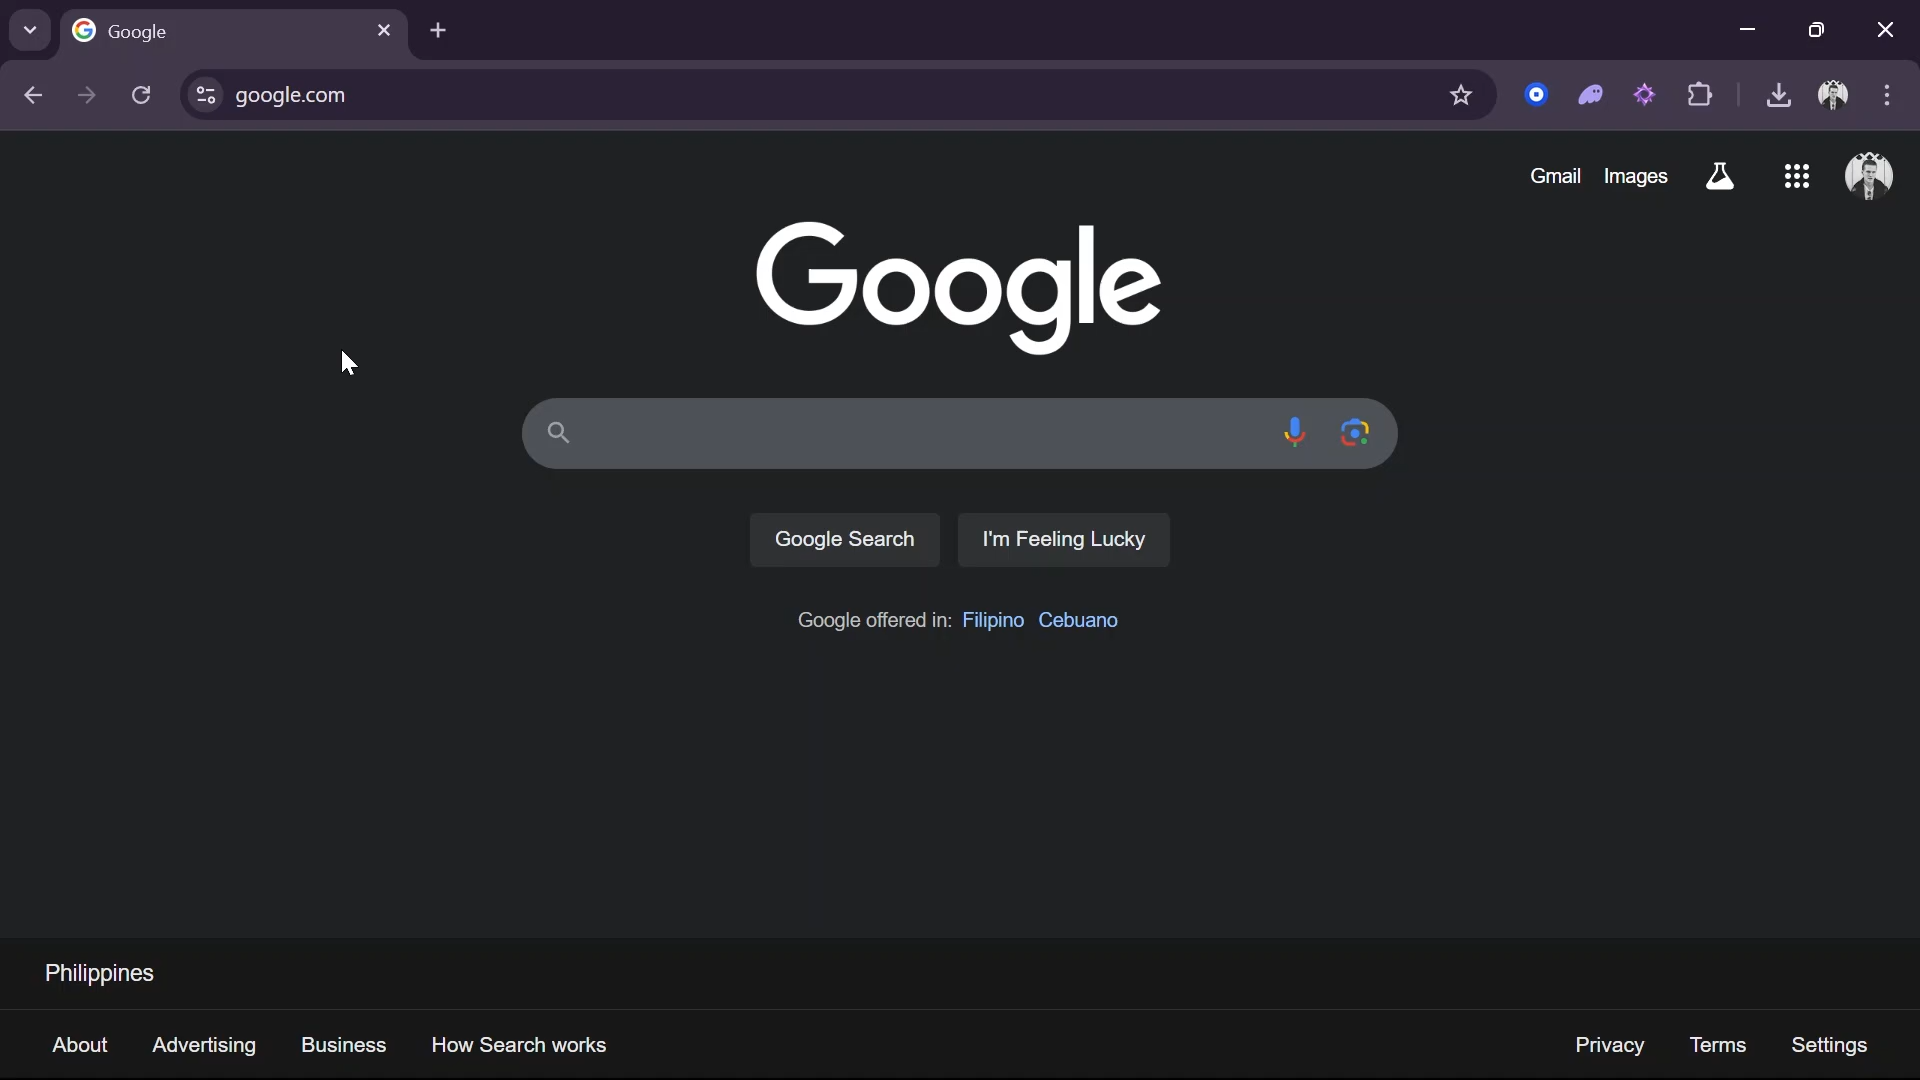 Google
google.com
Gmail Images
Google
Google Search I'm Feeling Lucky
Google offered in: Filipino Cebuano
Philippines
About Advertising Business How Search works Privacy Terms Settings